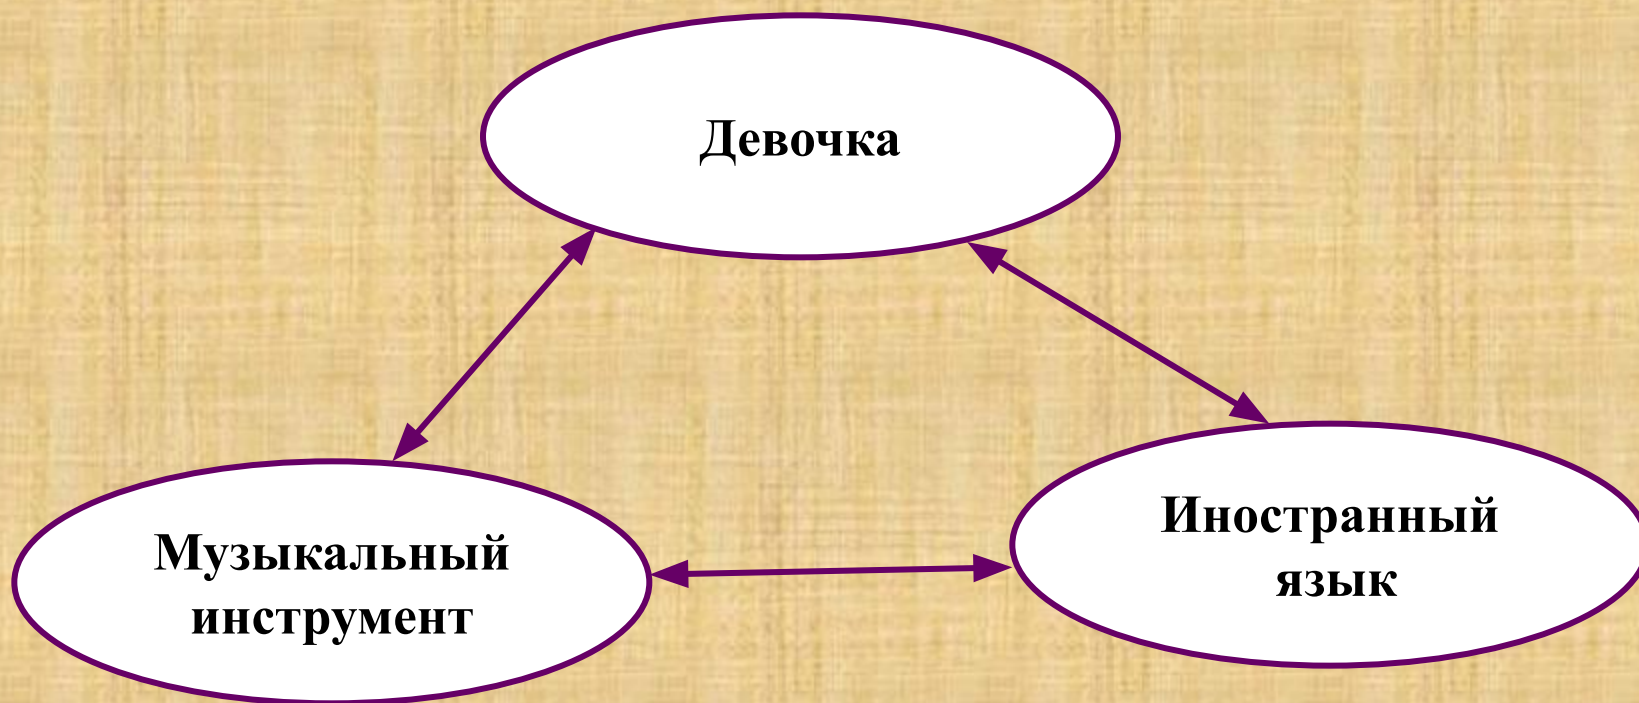 Девочка
Музыкальный
инструмент
Иностранный
язык